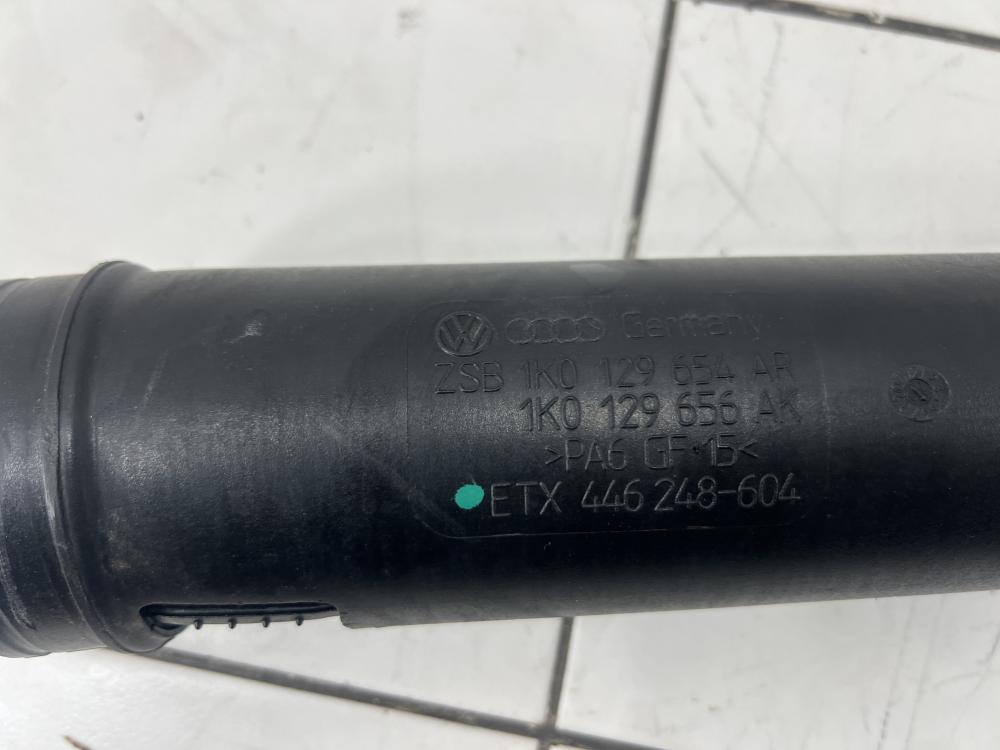 Germany
ZSB 1K0 129 654 AR
1K0 129 656 AK
>PA6 GF 15<
ETX 446 248-604